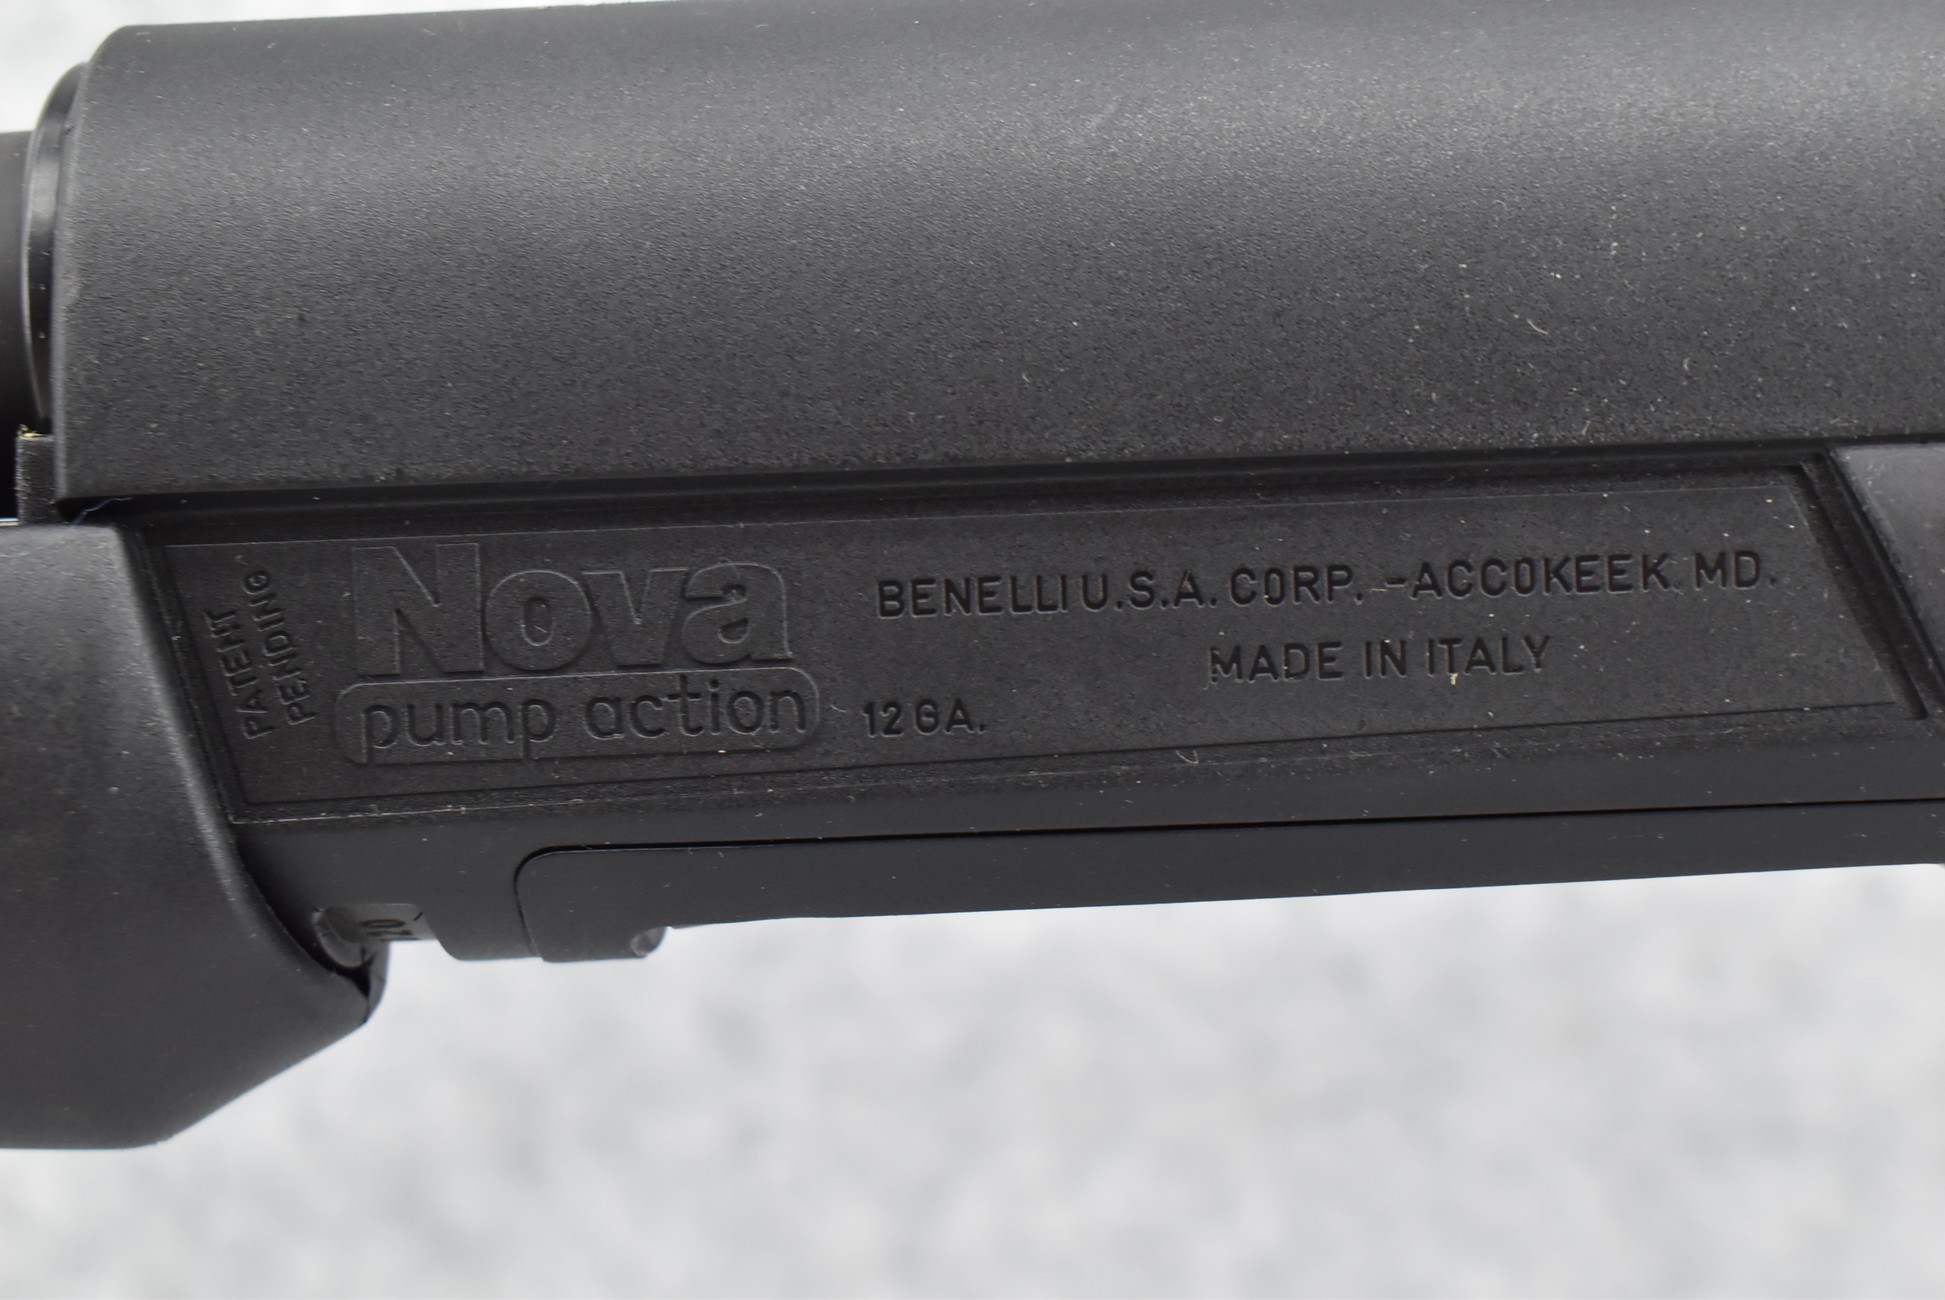 PATENT
PENDING
Nova
pump action
12 GA.
BENELLI U.S.A. CORP. -ACCOKEEK. MD.
MADE IN ITALY